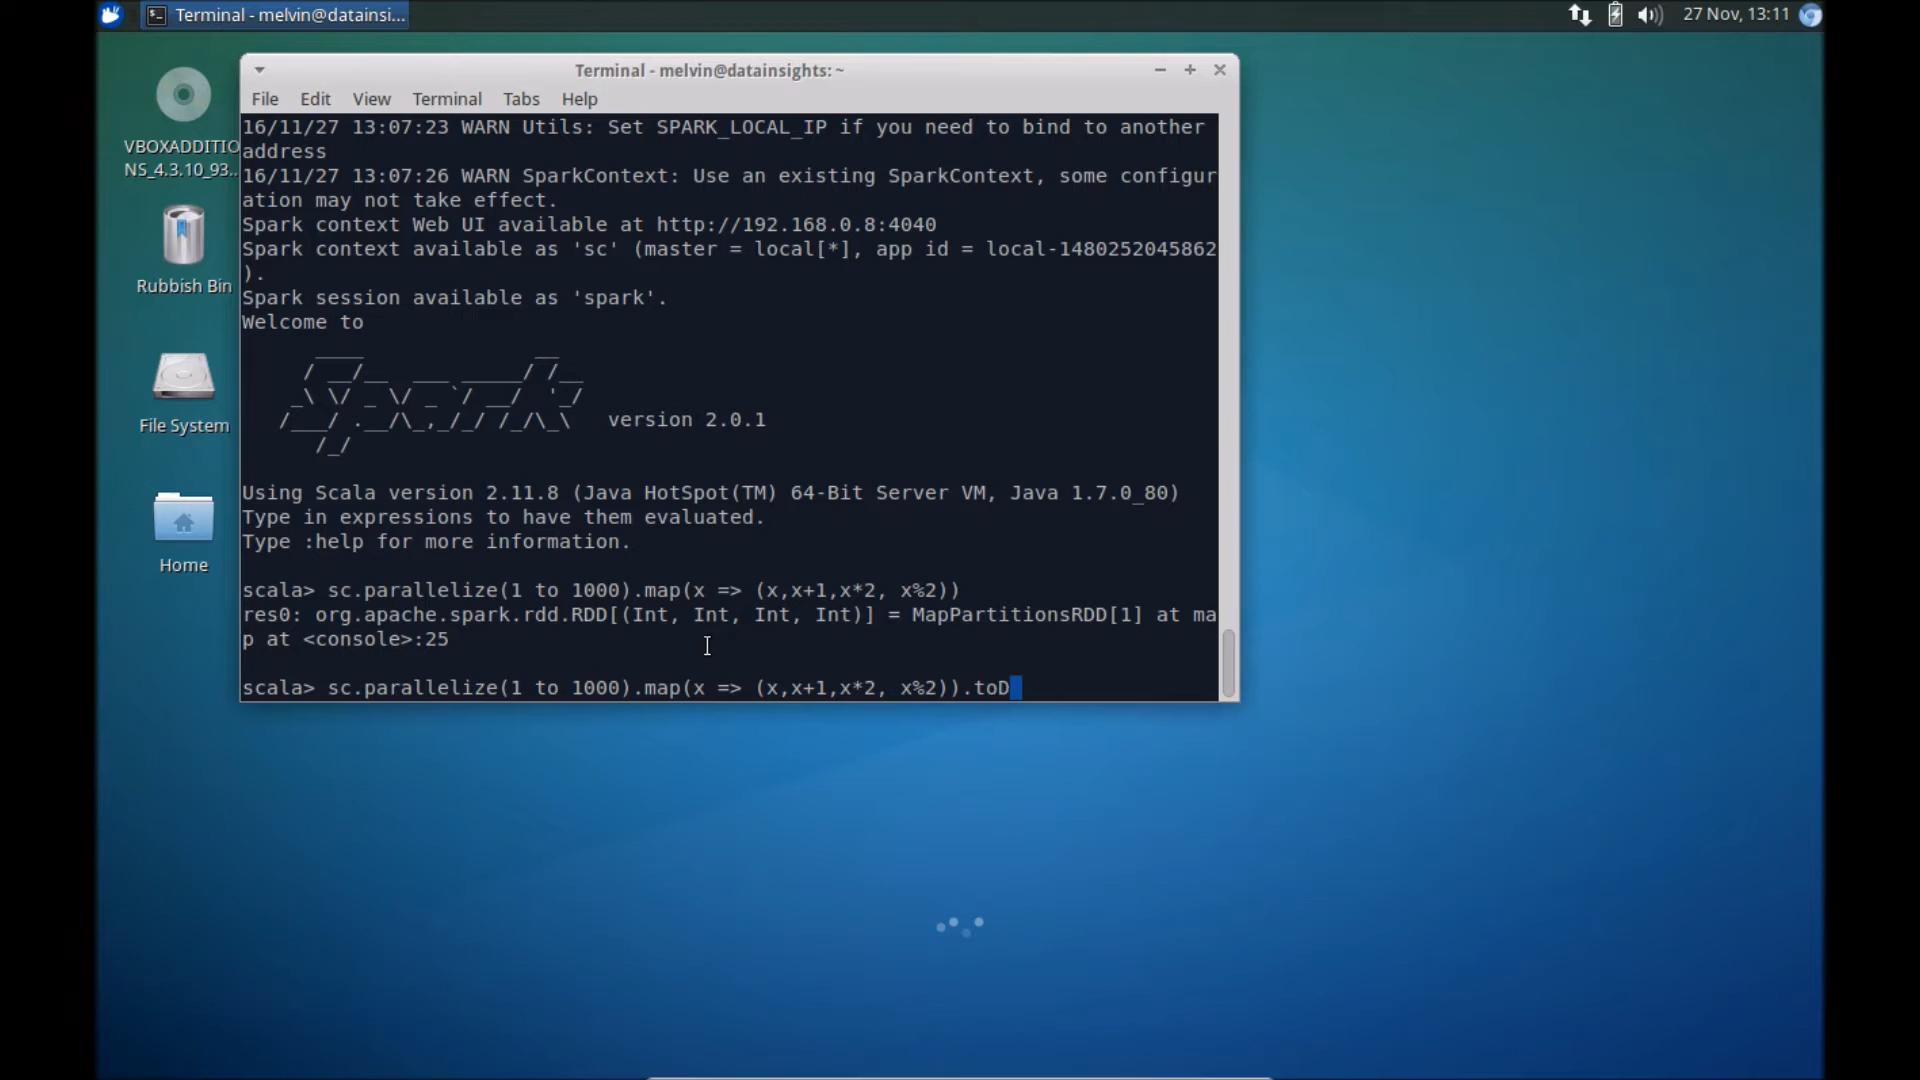 Terminal - melvin@datainsi...
27 Nov, 13:11
Terminal - melvin@datainsights: ~
File Edit View Terminal Tabs Help
VBOXADDITIO
NS_4.3.10_93...
Rubbish Bin
File System
Home
16/11/27 13:07:23 WARN Utils: Set SPARK_LOCAL_IP if you need to bind to another
address
16/11/27 13:07:26 WARN SparkContext: Use an existing SparkContext, some configur
ation may not take effect.
Spark context Web UI available at http://192.168.0.8:4040
Spark context available as 'sc' (master = local[*], app id = local-1480252045862
).
Spark session available as 'spark'.
Welcome to
Spark version 2.0.1
Using Scala version 2.11.8 (Java HotSpot(TM) 64-Bit Server VM, Java 1.7.0_80)
Type in expressions to have them evaluated.
Type :help for more information.
scala> sc.parallelize(1 to 1000).map(x => (x,x+1,x*2, x%2))
res0: org.apache.spark.rdd.RDD[(Int, Int, Int, Int)] = MapPartitionsRDD[1] at ma
p at <console>:25
scala> sc.parallelize(1 to 1000).map(x => (x,x+1,x*2, x%2)).toD